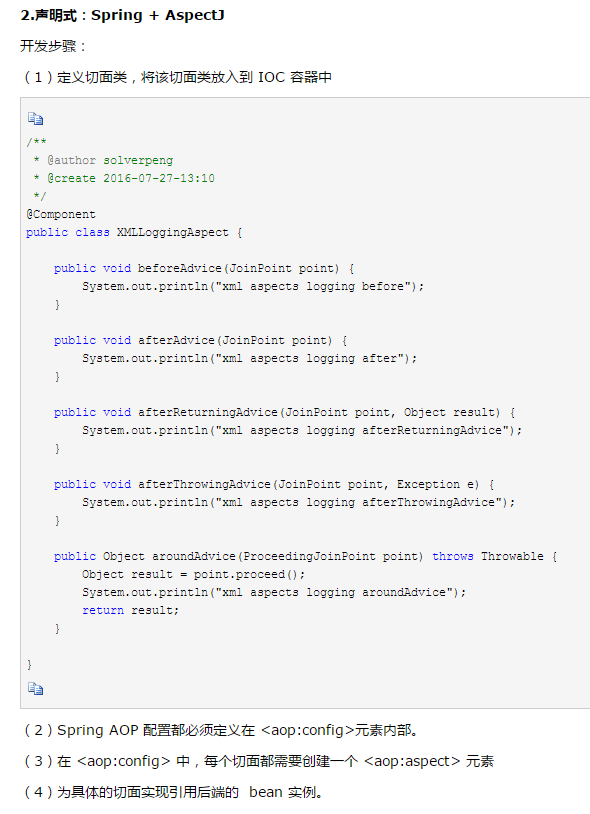 2.声明式：Spring + AspectJ
开发步骤：
（1）定义切面类，将该切面类放入到 IOC 容器中
/**
 * @author solverpeng
 * @create 2016-07-27-13:10
 */
@Component
public class XMLLoggingAspect {
    public void beforeAdvice(JoinPoint point) {
        System.out.println("xml aspects logging before");
    }
    public void afterAdvice(JoinPoint point) {
        System.out.println("xml aspects logging after");
    }
    public void afterReturningAdvice(JoinPoint point, Object result) {
        System.out.println("xml aspects logging afterReturningAdvice");
    }
    public void afterThrowingAdvice(JoinPoint point, Exception e) {
        System.out.println("xml aspects logging afterThrowingAdvice");
    }
    public Object aroundAdvice(ProceedingJoinPoint point) throws Throwable {
        Object result = point.proceed();
        System.out.println("xml aspects logging aroundAdvice");
        return result;
    }
}
（2）Spring AOP 配置都必须定义在 <aop:config>元素内部。
（3）在 <aop:config> 中，每个切面都需要创建一个 <aop:aspect> 元素
（4）为具体的切面实现引用后端的 bean 实例。